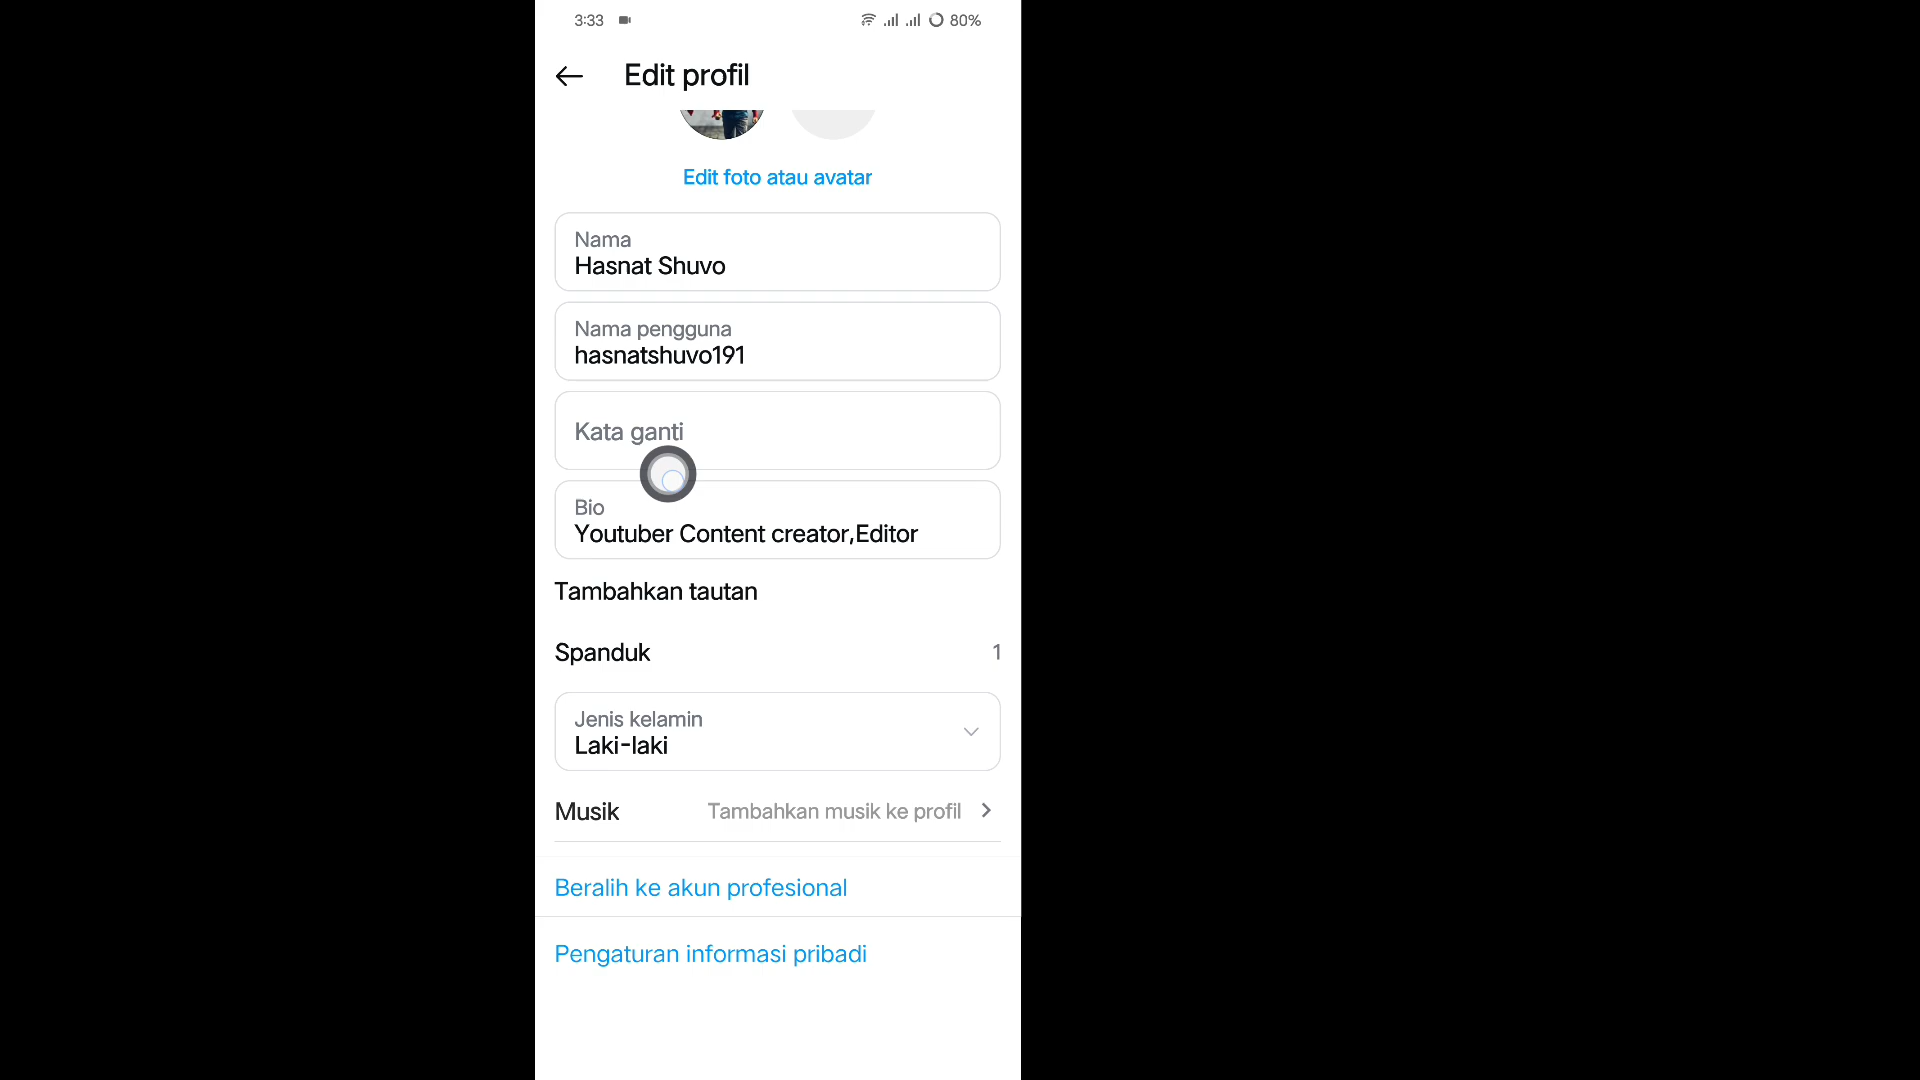 3:33 80%
Edit profil
Edit foto atau avatar
Nama
Hasnat Shuvo
Nama pengguna
hasnatshuvo191
Kata ganti
Bio
Youtuber Content creator,Editor
Tambahkan tautan
Spanduk 1
Jenis kelamin
Laki-laki
Musik Tambahkan musik ke profil
Beralih ke akun profesional
Pengaturan informasi pribadi